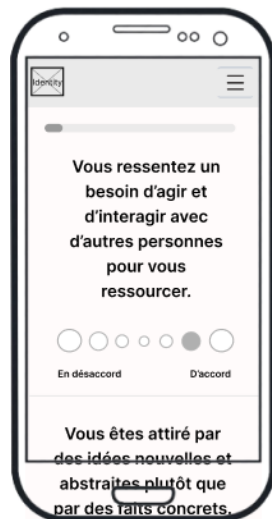 Identity
Vous ressentez un
besoin d'agir et
d'interagir avec
d'autres personnes
pour vous
ressourcer.
En désaccord D'accord
Vous êtes attiré par
des idées nouvelles et
abstraites plutôt que
par des faits concrets.